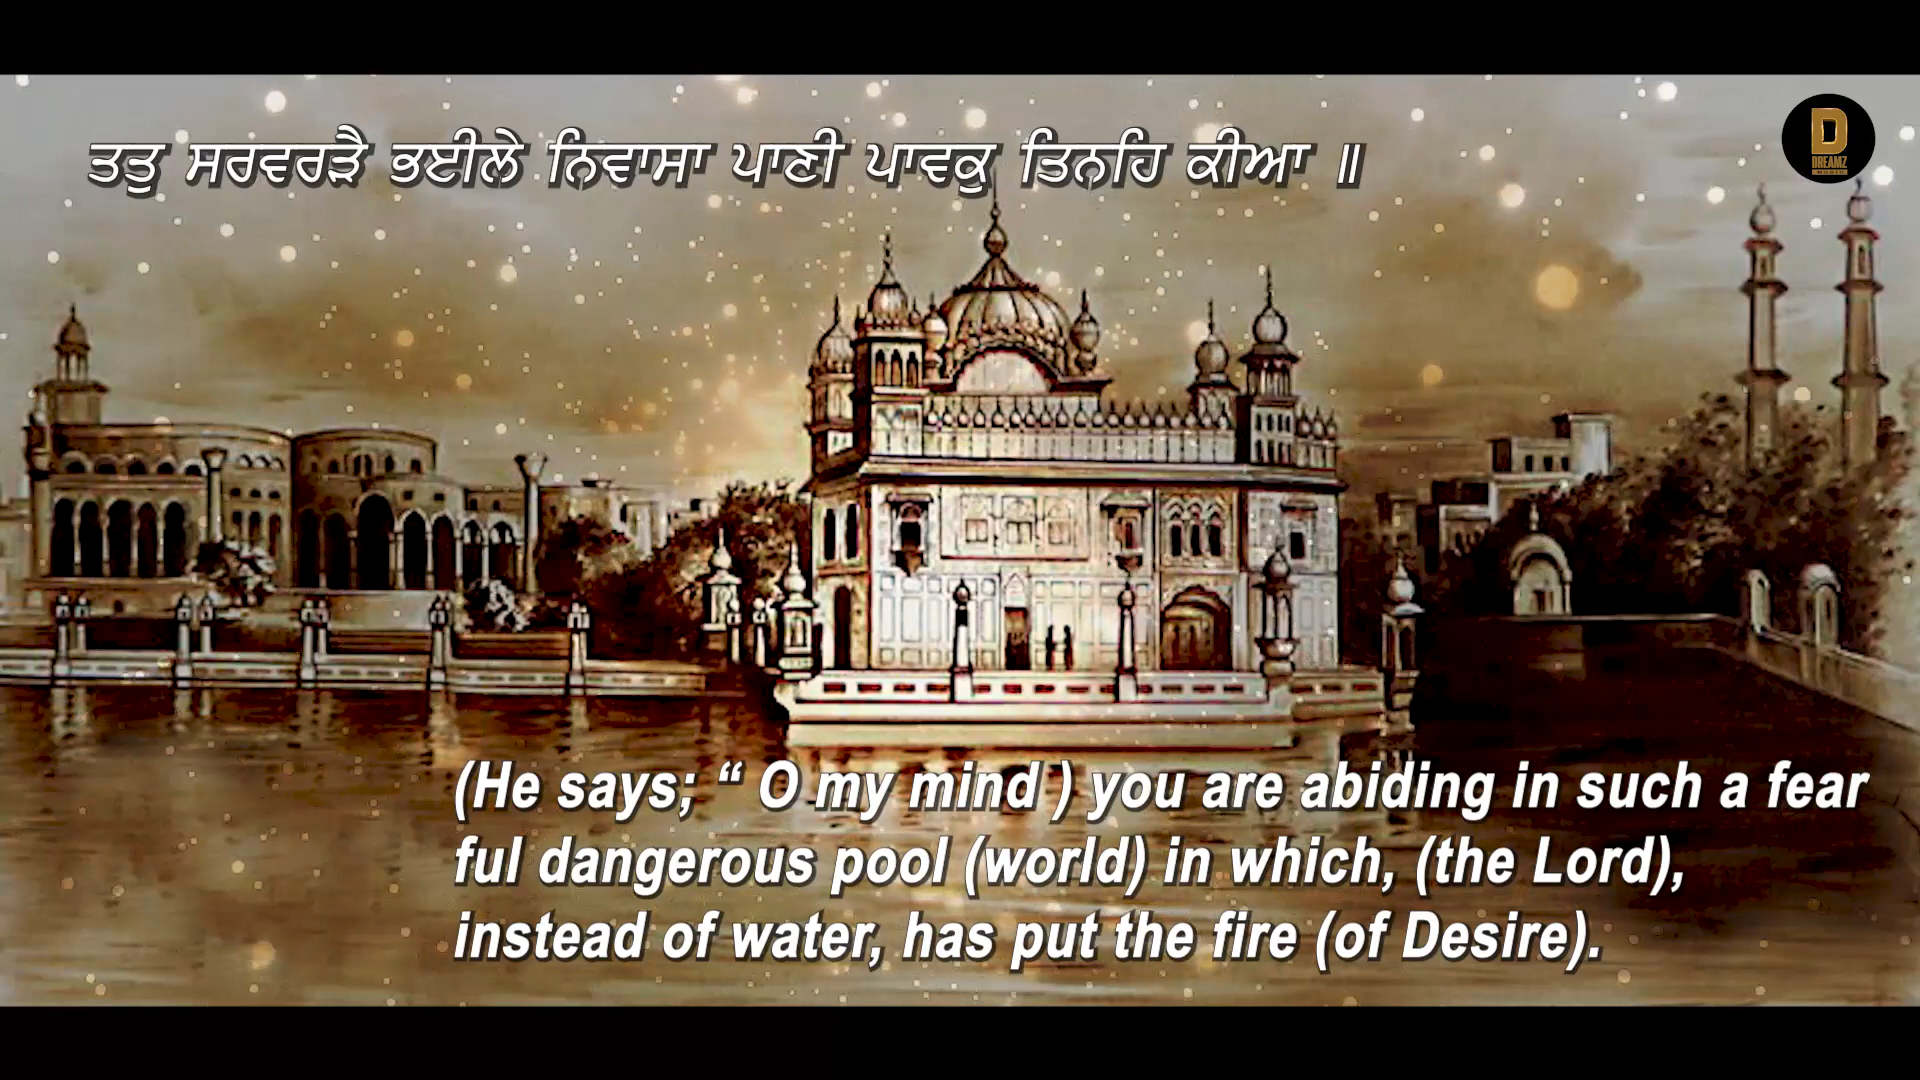 ਤਤੁ ਸਰਵਰੜੈ ਭਈਲੇ ਨਿਵਾਸਾ ਪਾਣੀ ਪਾਵਕੁ ਤਿਨਹਿ ਕੀਆ ॥
D
DREAMZ
MUSIC
(He says; “ O my mind ) you are abiding in such a fear
ful dangerous pool (world) in which, (the Lord),
instead of water, has put the fire (of Desire).